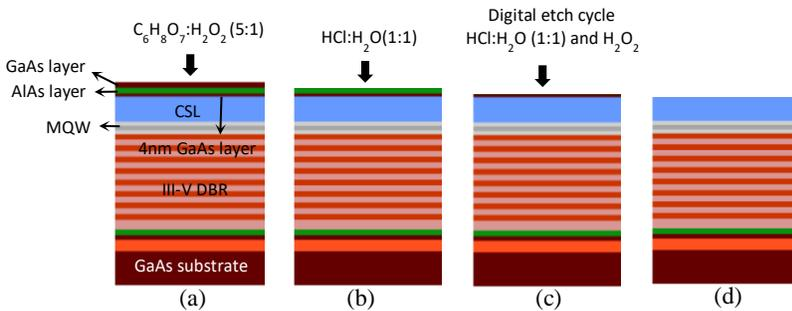 C₆H₈O₇:H₂O₂ (5:1)
HCl:H₂O(1:1)
Digital etch cycle
HCl:H₂O (1:1) and H₂O₂
GaAs layer
AlAs layer
CSL
MQW
4nm GaAs layer
III-V DBR
GaAs substrate
(a)
(b)
(c)
(d)